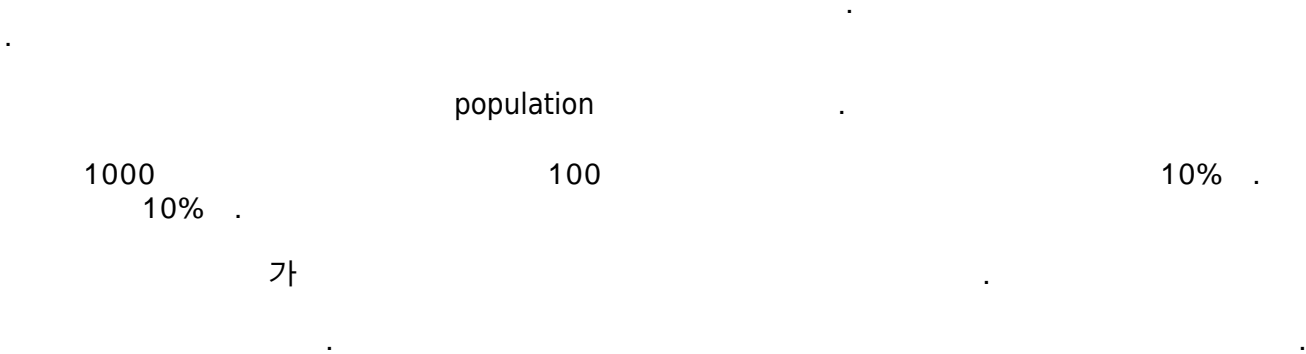 .
.
population .
1000 100 10% .
10% .
가 .
. .